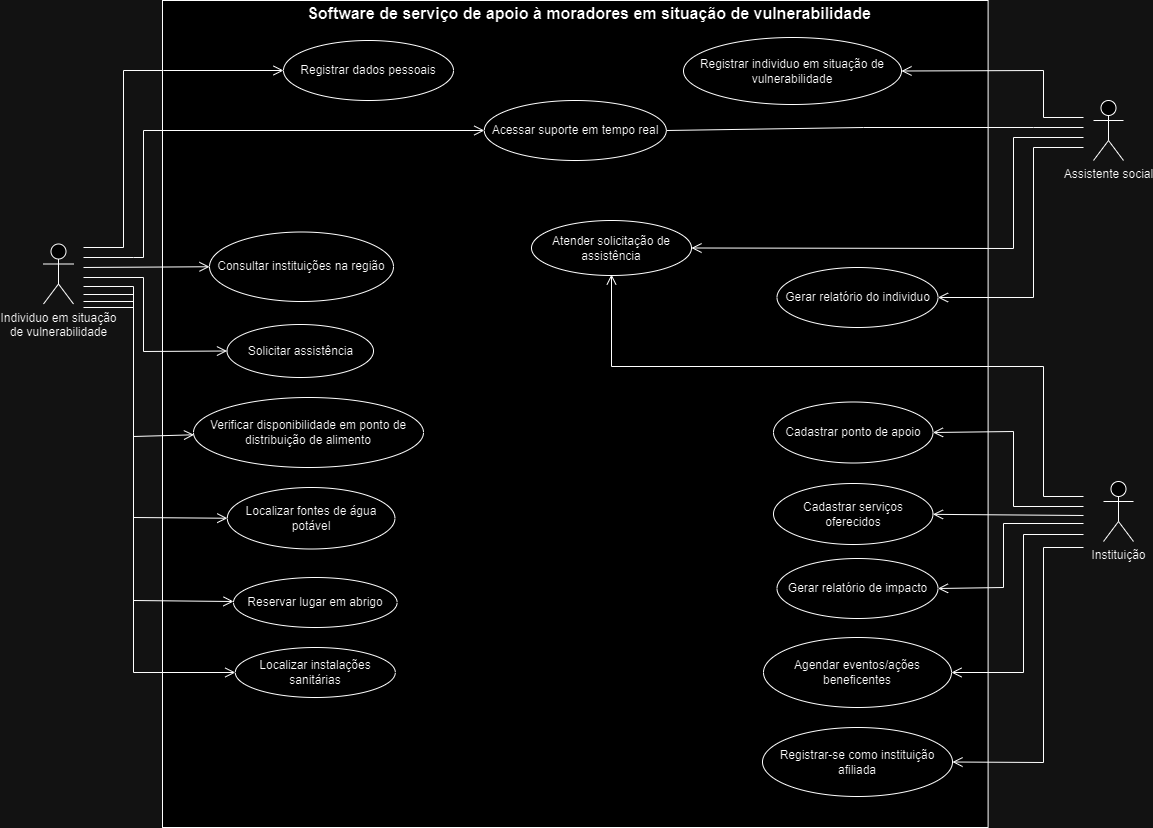 Software de serviço de apoio à moradores em situação de vulnerabilidade
Registrar dados pessoais
Registrar individuo em situação de
vulnerabilidade
Acessar suporte em tempo real
Assistente social
Atender solicitação de
assistência
Consultar instituições na região
Gerar relatório do individuo
Individuo em situação
de vulnerabilidade
Solicitar assistência
Verificar disponibilidade em ponto de
distribuição de alimento
Cadastrar ponto de apoio
Localizar fontes de água
potável
Cadastrar serviços
oferecidos
Instituição
Gerar relatório de impacto
Reservar lugar em abrigo
Localizar instalações
sanitárias
Agendar eventos/ações
beneficentes
Registrar-se como instituição
afiliada